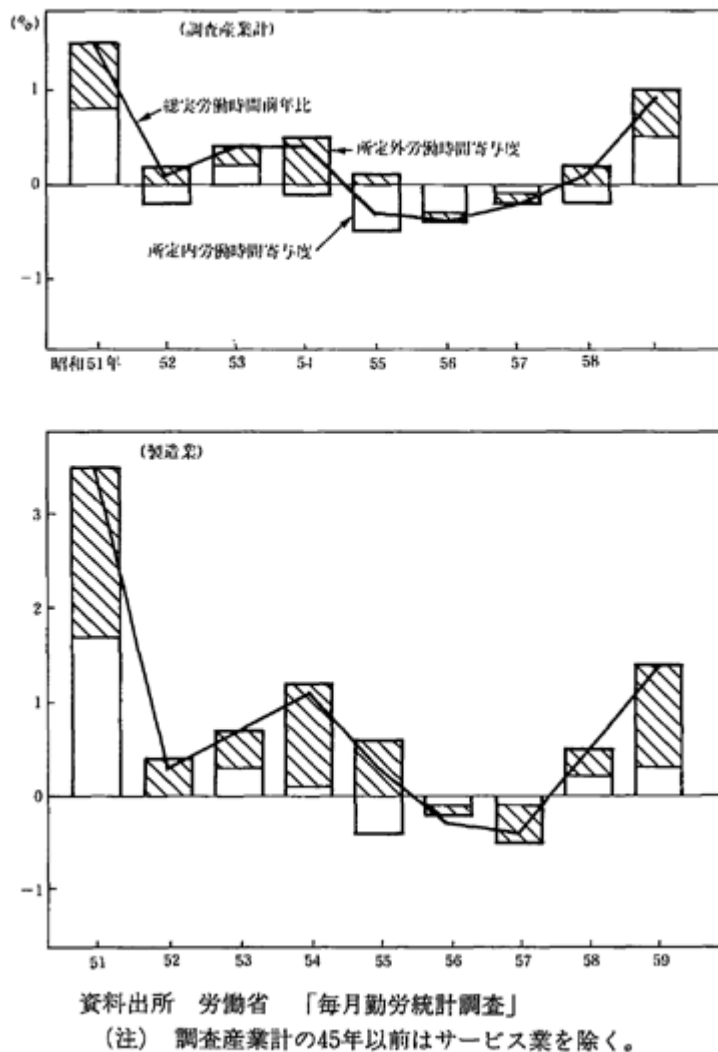 (%)
(調査産業計)
1
総実労働時間前年比
所定外労働時間寄与度
0
所定内労働時間寄与度
−1
昭和51年 52 53 54 55 56 57 58
(製造業)
3
2
1
0
−1
51 52 53 54 55 56 57 58 59
資料出所 労働省 「毎月勤労統計調査」
(注) 調査産業計の45年以前はサービス業を除く。